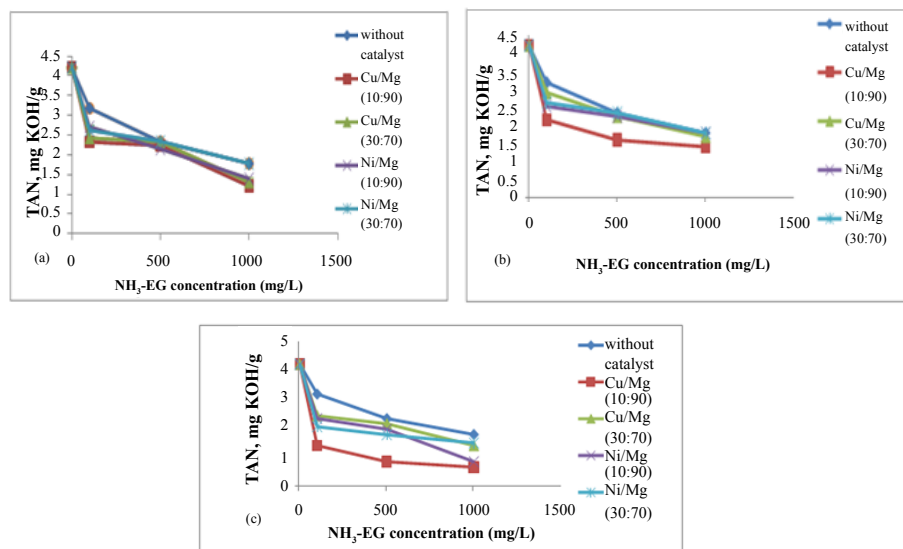 4.5
4
3.5
3
2.5
2
1.5
1
0.5
0
TAN, mg KOH/g
0
500
1000
1500
(a)
NH₃-EG concentration (mg/L)
without
catalyst
Cu/Mg
(10:90)
Cu/Mg
(30:70)
Ni/Mg
(10:90)
Ni/Mg
(30:70)
4.5
4
3.5
3
2.5
2
1.5
1
0.5
0
TAN, mg KOH/g
0
500
1000
1500
(b)
NH₃-EG concentration (mg/L)
without
catalyst
Cu/Mg
(10:90)
Cu/Mg
(30:70)
Ni/Mg
(10:90)
Ni/Mg
(30:70)
5
4
3
2
1
0
TAN, mg KOH/g
0
500
1000
1500
(c)
NH₃-EG concentration (mg/L)
without
catalyst
Cu/Mg
(10:90)
Cu/Mg
(30:70)
Ni/Mg
(10:90)
Ni/Mg
(30:70)